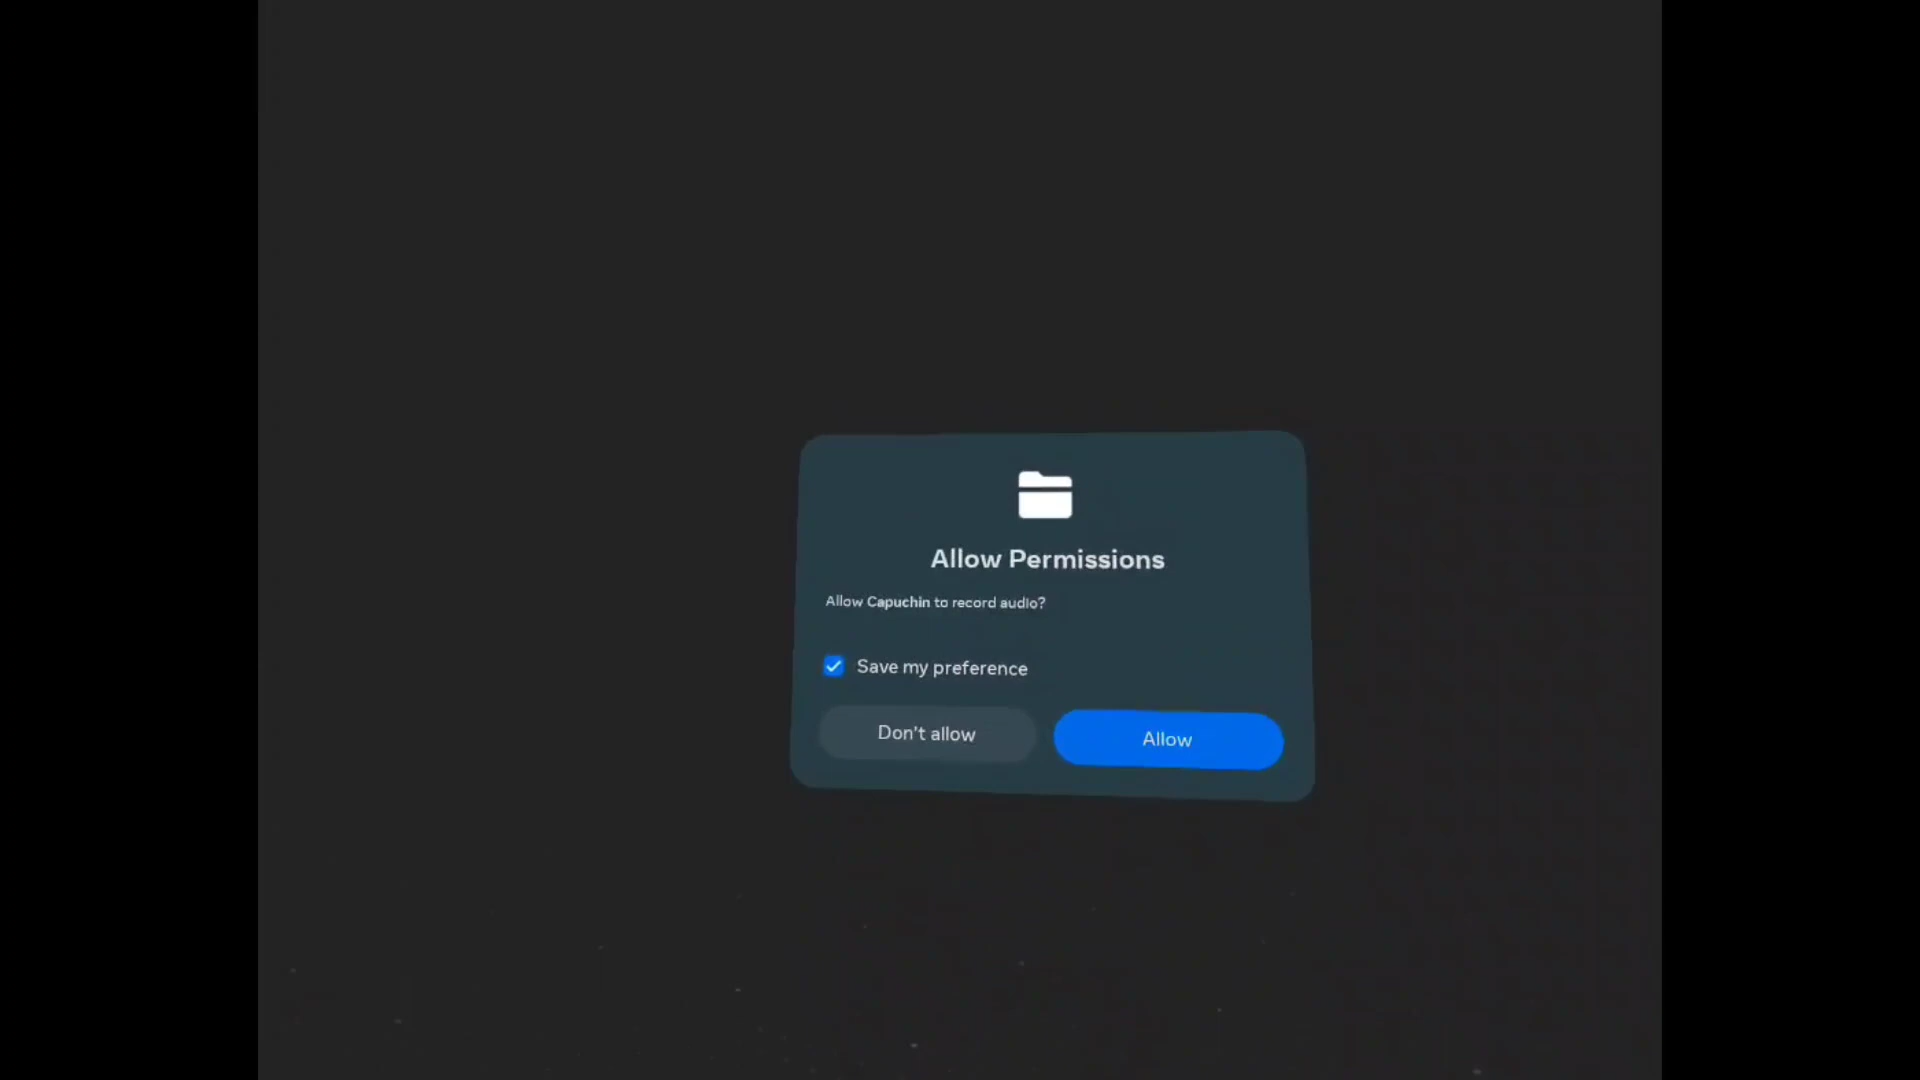 Allow Permissions
Allow Capuchin to record audio?
Save my preference
Don't allow
Allow